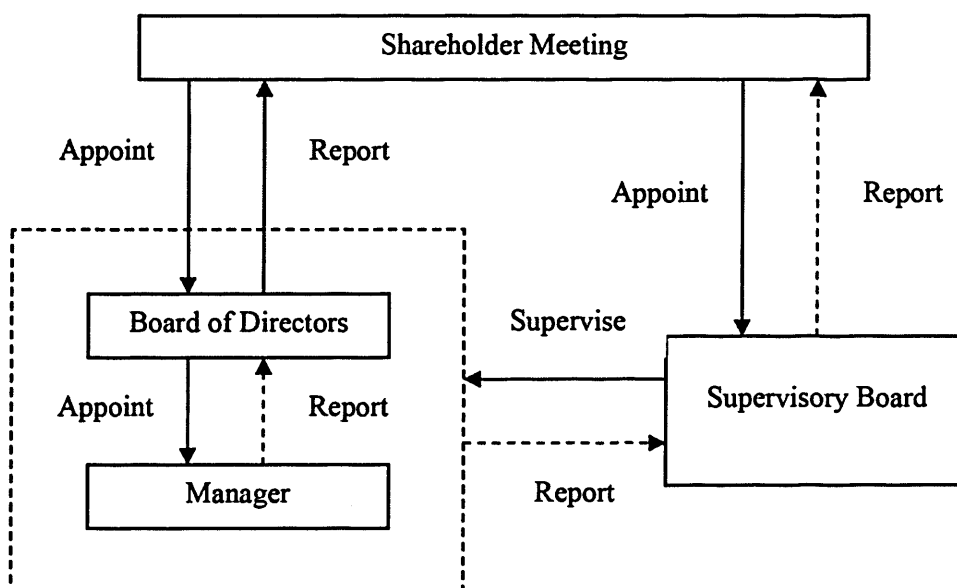 Shareholder Meeting
Appoint
Report
Appoint
Report
Board of Directors
Supervise
Supervisory Board
Appoint
Report
Manager
Report